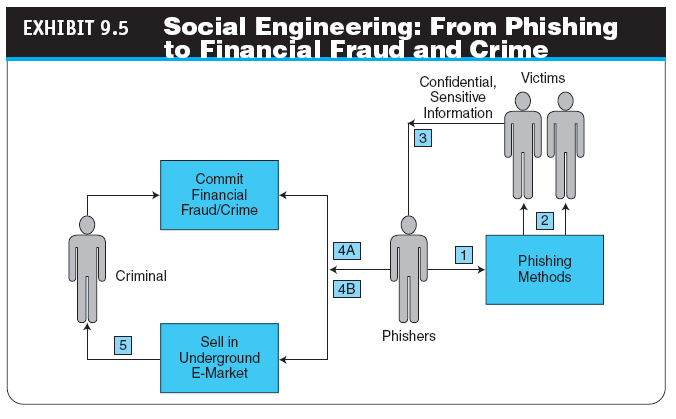 EXHIBIT 9.5
Social Engineering: From Phishing
to Financial Fraud and Crime
Confidential,
Sensitive
Information
Victims
3
Commit
Financial
Fraud/Crime
2
4A
1
Phishing
Methods
Criminal
4B
Phishers
5
Sell in
Underground
E-Market